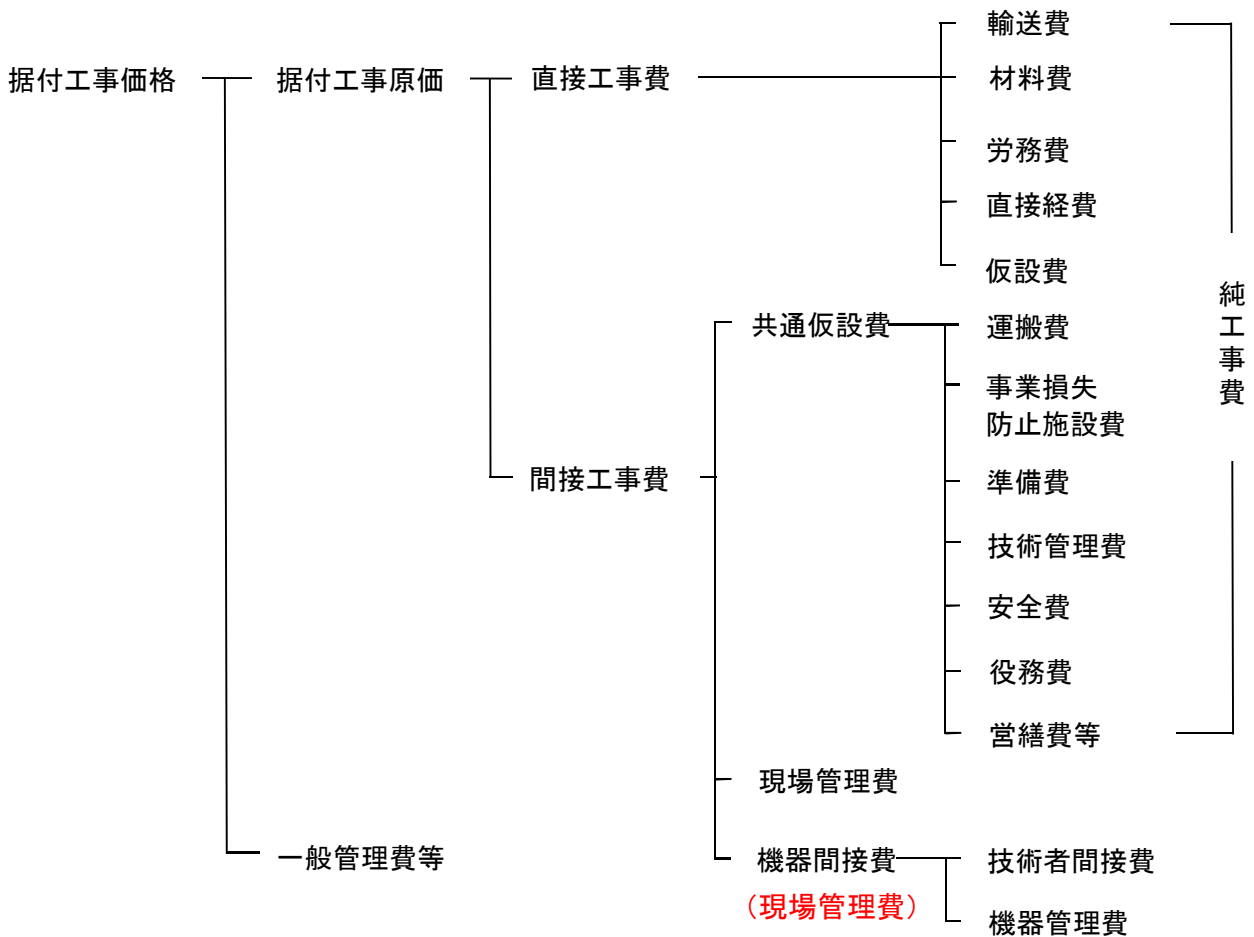 据付工事価格
据付工事原価
直接工事費
輸送費
材料費
労務費
直接経費
仮設費
純工事費
間接工事費
共通仮設費
運搬費
事業損失
防止施設費
準備費
技術管理費
安全費
役務費
営繕費等
現場管理費
一般管理費等
機器間接費
(現場管理費)
技術者間接費
機器管理費